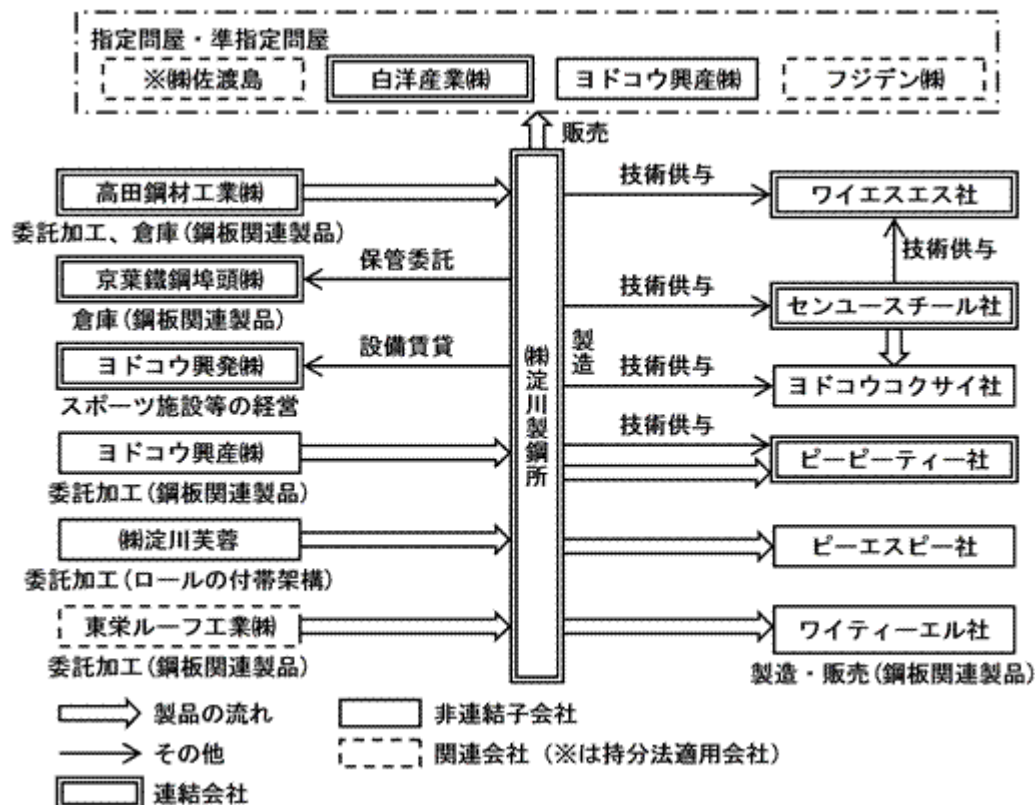 指定問屋・準指定問屋
※㈱佐渡島
白洋産業㈱
ヨドコウ興産㈱
フジデン㈱
販売
高田鋼材工業㈱
委託加工、倉庫(鋼板関連製品)
京葉鐵鋼埠頭㈱
倉庫(鋼板関連製品)
ヨドコウ興発㈱
スポーツ施設等の経営
ヨドコウ興産㈱
委託加工(鋼板関連製品)
㈱淀川芙蓉
委託加工(ロールの付帯架構)
東栄ルーフ工業㈱
委託加工(鋼板関連製品)
保管委託
設備賃貸
㈱淀川製鋼所
製造
技術供与
ワイエスエス社
技術供与
技術供与
センユースチール社
技術供与
ヨドコウコクサイ社
技術供与
ピーピーティー社
ピーエスピー社
ワイティーエル社
製造・販売(鋼板関連製品)
製品の流れ
その他
連結会社
非連結子会社
関連会社（※は持分法適用会社）